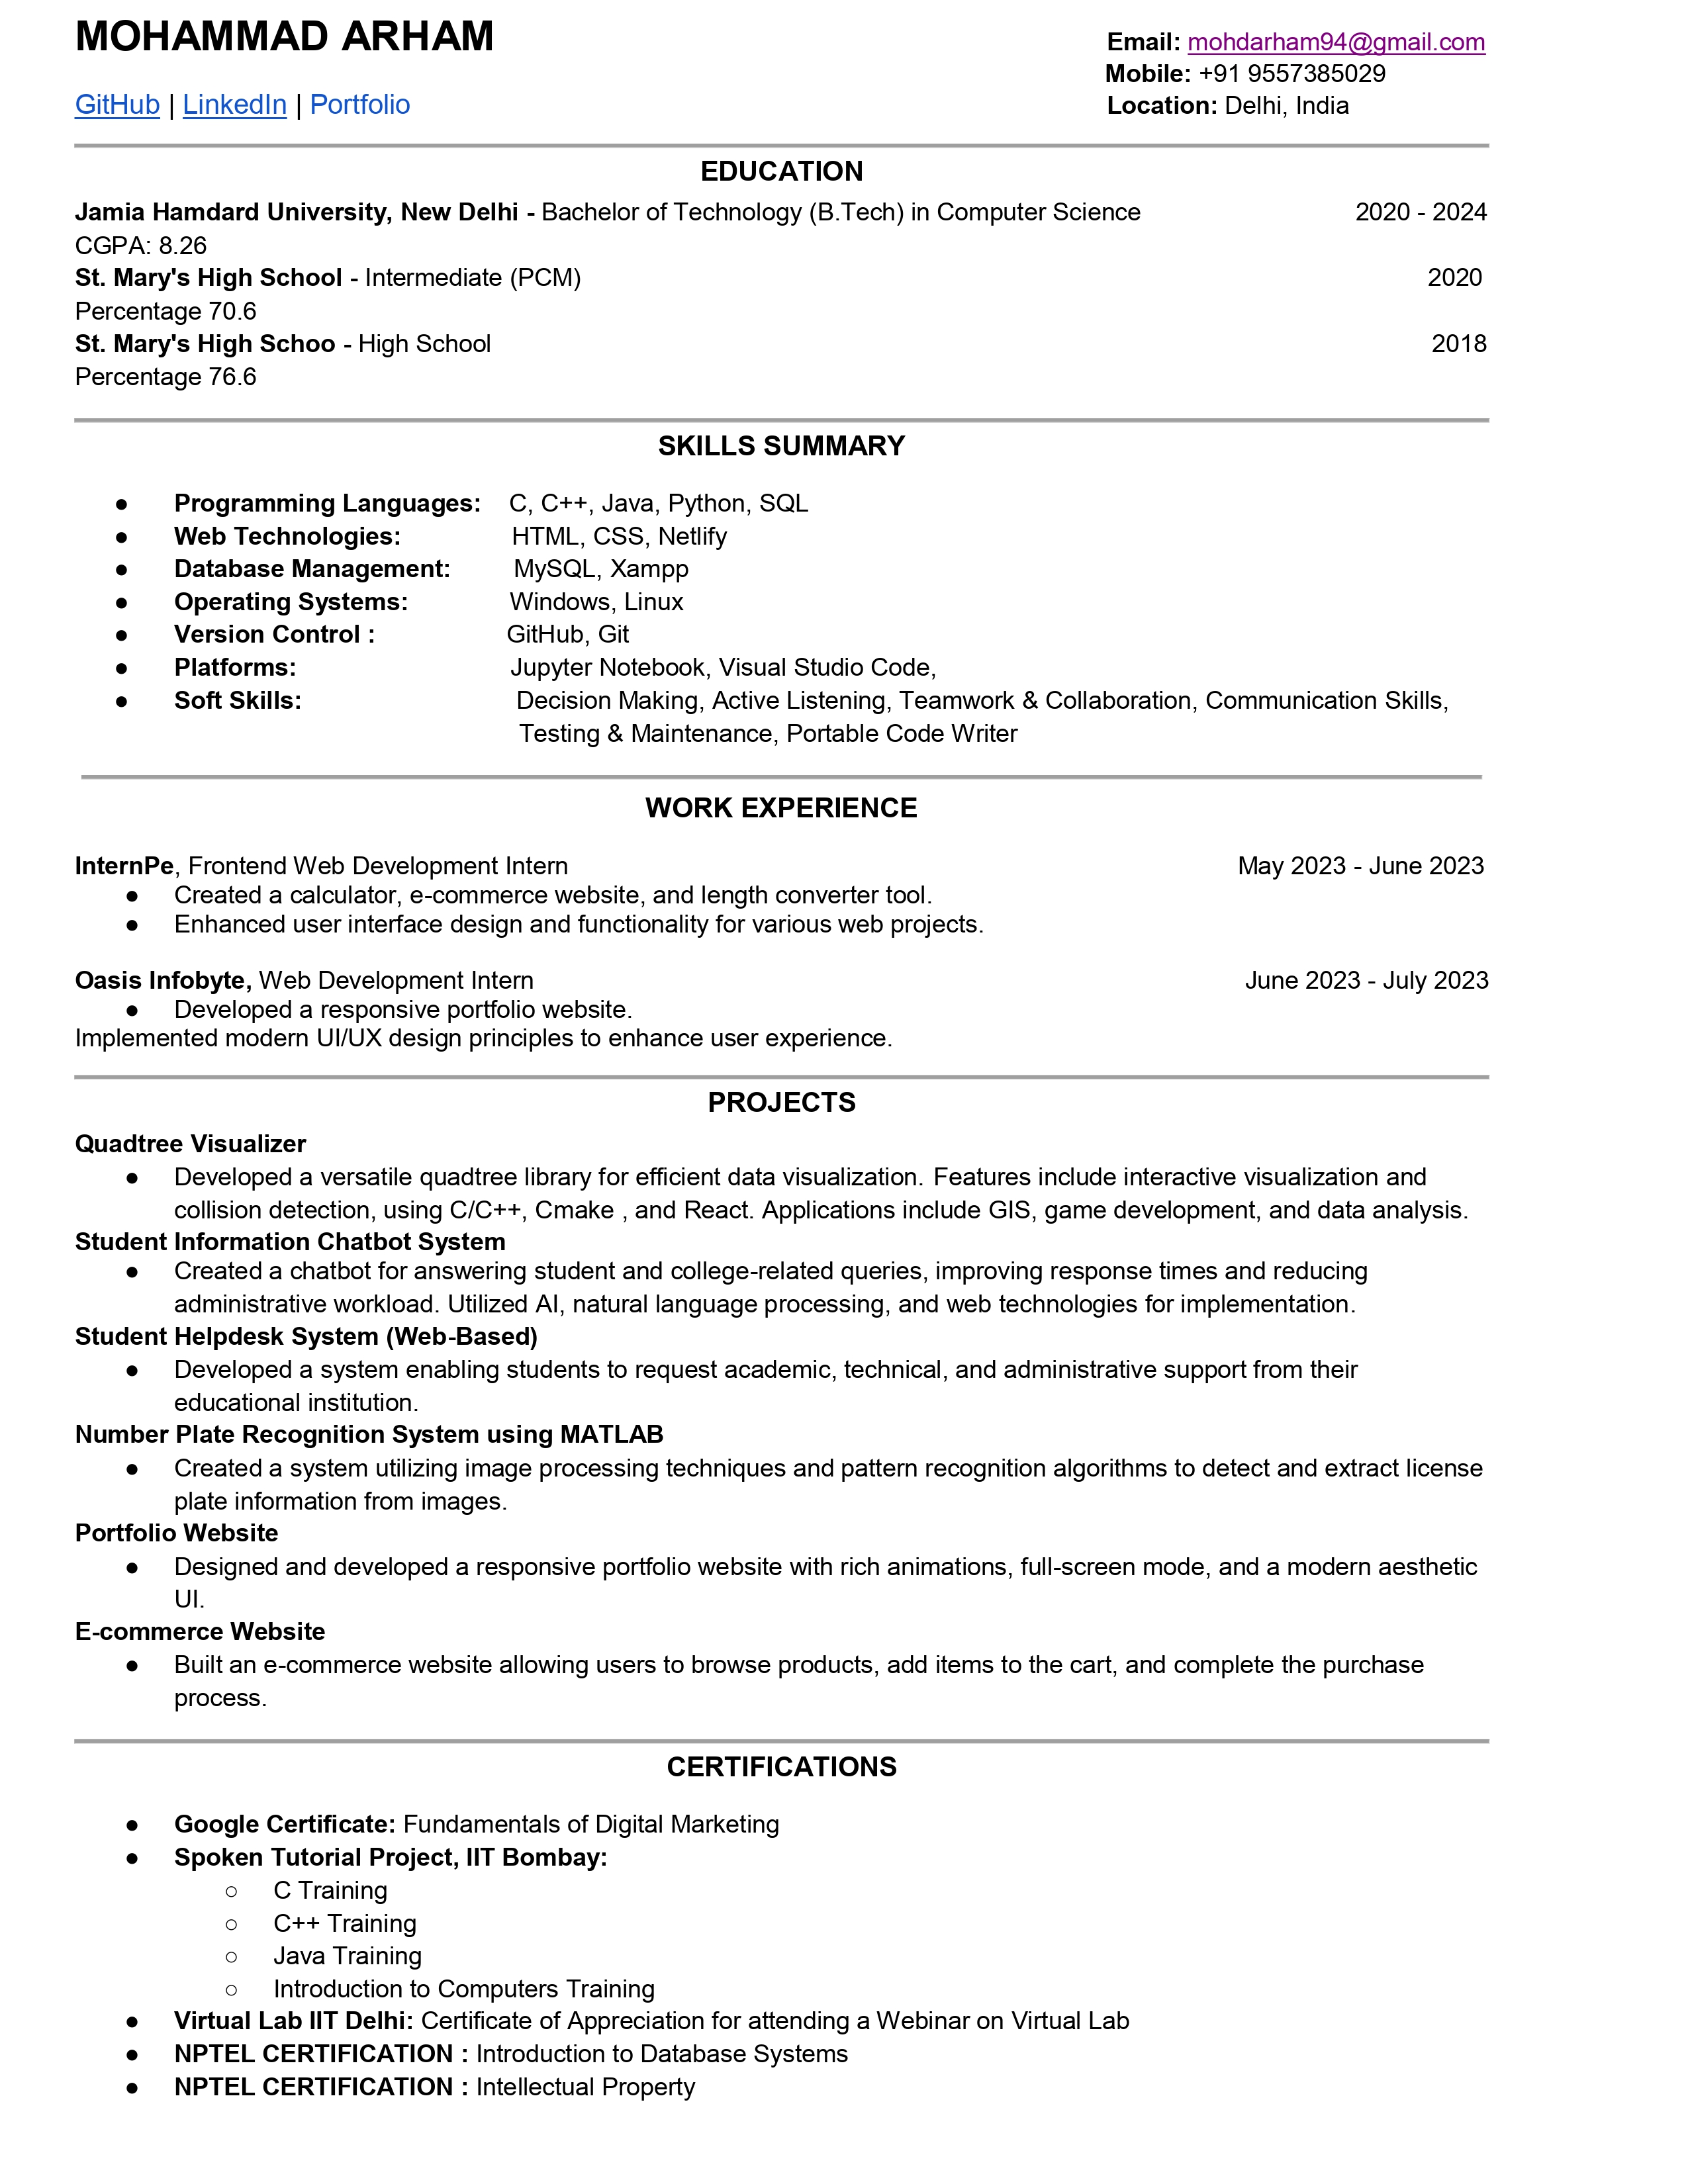 MOHAMMAD ARHAM
Email: mohdarham94@gmail.com
Mobile: +91 9557385029
GitHub | LinkedIn | Portfolio
Location: Delhi, India
EDUCATION
Jamia Hamdard University, New Delhi - Bachelor of Technology (B.Tech) in Computer Science 2020 - 2024
CGPA: 8.26
St. Mary's High School - Intermediate (PCM) 2020
Percentage 70.6
St. Mary's High Schoo - High School 2018
Percentage 76.6
SKILLS SUMMARY
● Programming Languages: C, C++, Java, Python, SQL
● Web Technologies: HTML, CSS, Netlify
● Database Management: MySQL, Xampp
● Operating Systems: Windows, Linux
● Version Control : GitHub, Git
● Platforms: Jupyter Notebook, Visual Studio Code,
● Soft Skills: Decision Making, Active Listening, Teamwork & Collaboration, Communication Skills,
Testing & Maintenance, Portable Code Writer
WORK EXPERIENCE
InternPe, Frontend Web Development Intern May 2023 - June 2023
● Created a calculator, e-commerce website, and length converter tool.
● Enhanced user interface design and functionality for various web projects.
Oasis Infobyte, Web Development Intern June 2023 - July 2023
● Developed a responsive portfolio website.
Implemented modern UI/UX design principles to enhance user experience.
PROJECTS
Quadtree Visualizer
● Developed a versatile quadtree library for efficient data visualization. Features include interactive visualization and
collision detection, using C/C++, Cmake , and React. Applications include GIS, game development, and data analysis.
Student Information Chatbot System
● Created a chatbot for answering student and college-related queries, improving response times and reducing
administrative workload. Utilized AI, natural language processing, and web technologies for implementation.
Student Helpdesk System (Web-Based)
● Developed a system enabling students to request academic, technical, and administrative support from their
educational institution.
Number Plate Recognition System using MATLAB
● Created a system utilizing image processing techniques and pattern recognition algorithms to detect and extract license
plate information from images.
Portfolio Website
● Designed and developed a responsive portfolio website with rich animations, full-screen mode, and a modern aesthetic
UI.
E-commerce Website
● Built an e-commerce website allowing users to browse products, add items to the cart, and complete the purchase
process.
CERTIFICATIONS
● Google Certificate: Fundamentals of Digital Marketing
● Spoken Tutorial Project, IIT Bombay:
○ C Training
○ C++ Training
○ Java Training
○ Introduction to Computers Training
● Virtual Lab IIT Delhi: Certificate of Appreciation for attending a Webinar on Virtual Lab
● NPTEL CERTIFICATION : Introduction to Database Systems
● NPTEL CERTIFICATION : Intellectual Property